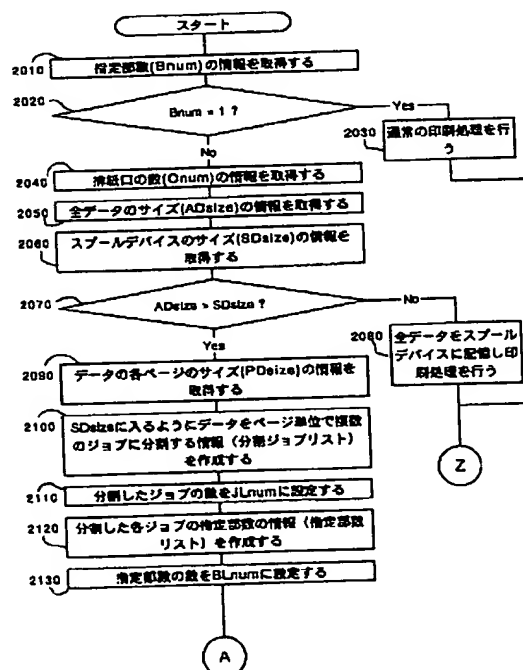 スタート
2010
指定部数(Bnum)の情報を取得する
2020
Bnum = 1 ?
Yes
2030
通常の印刷処理を行
う
No
2040
排紙口の数(Onum)の情報を取得する
2050
全データのサイズ(ADsize)の情報を取得する
2060
スプールデバイスのサイズ(SDsize)の情報を
取得する
2070
ADsize > SDsize ?
No
2080
全データをスプール
デバイスに記憶し印
刷処理を行う
Yes
2090
データの各ページのサイズ(PDsize)の情報を
取得する
2100
SDsizeに入るようにデータをページ単位で複数
のジョブに分割する情報（分割ジョブリスト）
を作成する
Z
2110
分割したジョブの数をJLnumに設定する
2120
分割した各ジョブの指定部数の情報（指定部数
リスト）を作成する
2130
指定部数の数をBLnumに設定する
A